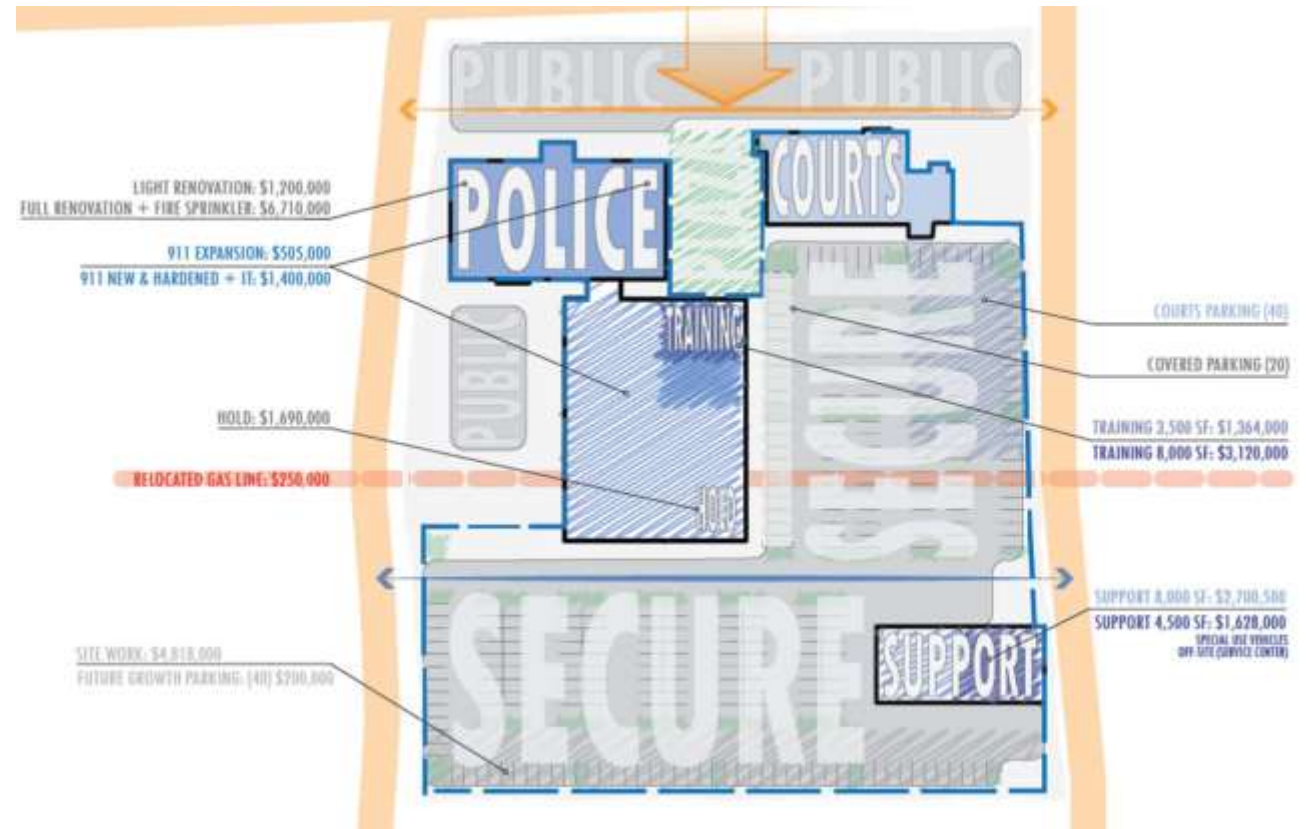 PUBLIC PUBLIC
POLICE
COURTS
LIGHT RENOVATION: $1,200,000
FULL RENOVATION + FIRE SPRINKLER: $6,710,000
911 EXPANSION: $505,000
911 NEW & HARDENED + IT: $1,400,000
PUBLIC
TRAINING
SECURE
COURTS PARKING (40)
COVERED PARKING (20)
HOLD: $1,690,000
TRAINING 3,500 SF: $1,364,000
TRAINING 8,000 SF: $3,120,000
RELOCATED GAS LINE: $250,000
HOLD
SECURE
SUPPORT
SUPPORT 8,000 SF: $2,700,500
SUPPORT 4,500 SF: $1,628,000
SPECIAL USE VEHICLES
OFF-SITE (SERVICE CENTER)
SITE WORK: $4,818,000
FUTURE GROWTH PARKING: (40) $200,000